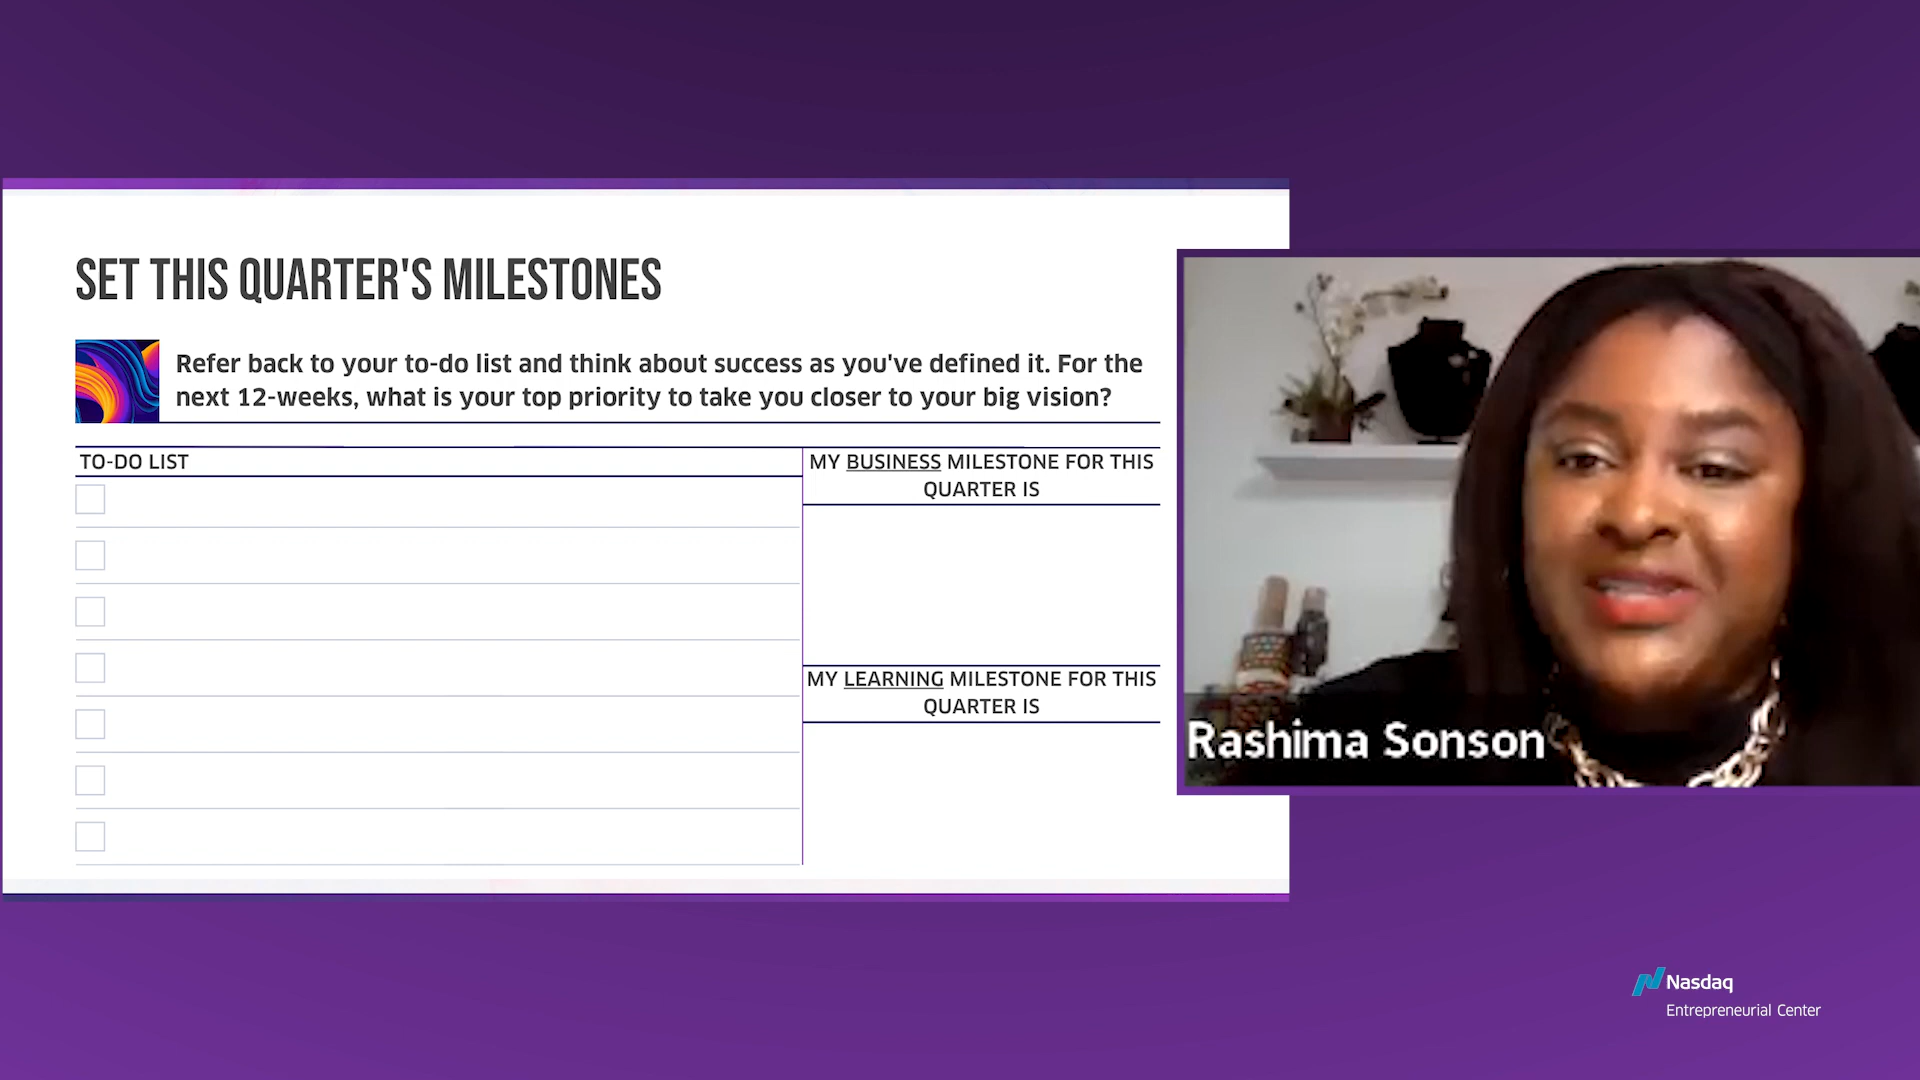 SET THIS QUARTER'S MILESTONES
Refer back to your to-do list and think about success as you've defined it. For the
next 12-weeks, what is your top priority to take you closer to your big vision?
TO-DO LIST
MY BUSINESS MILESTONE FOR THIS
QUARTER IS
MY LEARNING MILESTONE FOR THIS
QUARTER IS
Rashima Sonson
Nasdaq
Entrepreneurial Center